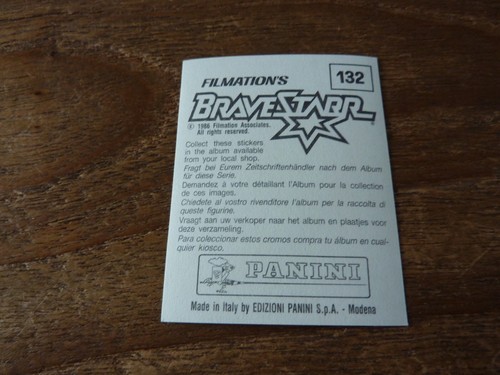 FILMATION'S
132
BRAVESTARR
© 1986 Filmation Associates.
All rights reserved.
Collect these stickers
in the album available
from your local shop.
Fragt bei Eurem Zeitschriftenhändler nach dem Album
für diese Serie.
Demandez à votre détaillant l'Album pour la collection
de ces images.
Chiedete al vostro rivenditore l'album per la raccolta di
queste figurine.
Vraagt aan uw verkoper naar het album en plaatjes voor
deze verzameling.
Para coleccionar estos cromos compra tu álbum en cual-
quier kiosco.
PANINI
Made in Italy by EDIZIONI PANINI S.p.A. - Modena